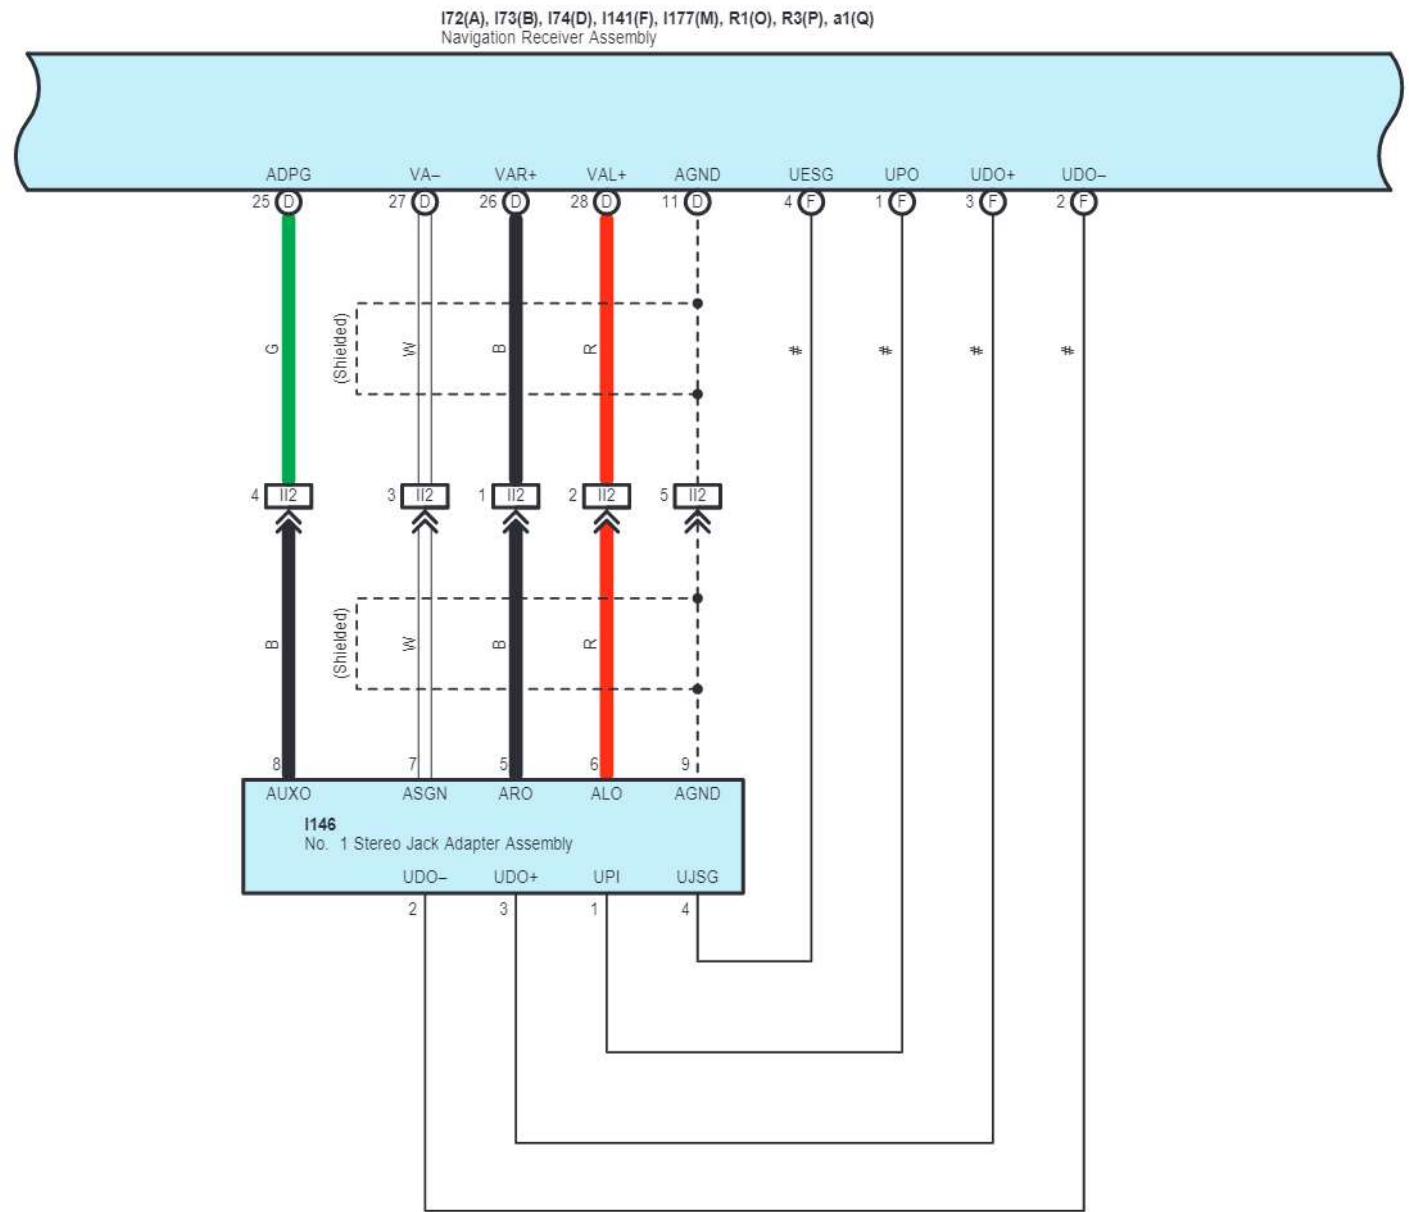 I72(A), I73(B), I74(D), I141(F), I177(M), R1(O), R3(P), a1(Q)
Navigation Receiver Assembly
ADPG VA– VAR+ VAL+ AGND UESG UPO UDO+ UDO–
25 D 27 D 26 D 28 D 11 D 4 F 1 F 3 F 2 F
(Shielded)
G W B R # # # #
4 II2 3 II2 1 II2 2 II2 5 II2
(Shielded)
B W B R
8 7 5 6 9
AUXO ASGN ARO ALO AGND
I146
No. 1 Stereo Jack Adapter Assembly
UDO– UDO+ UPI UJSG
2 3 1 4